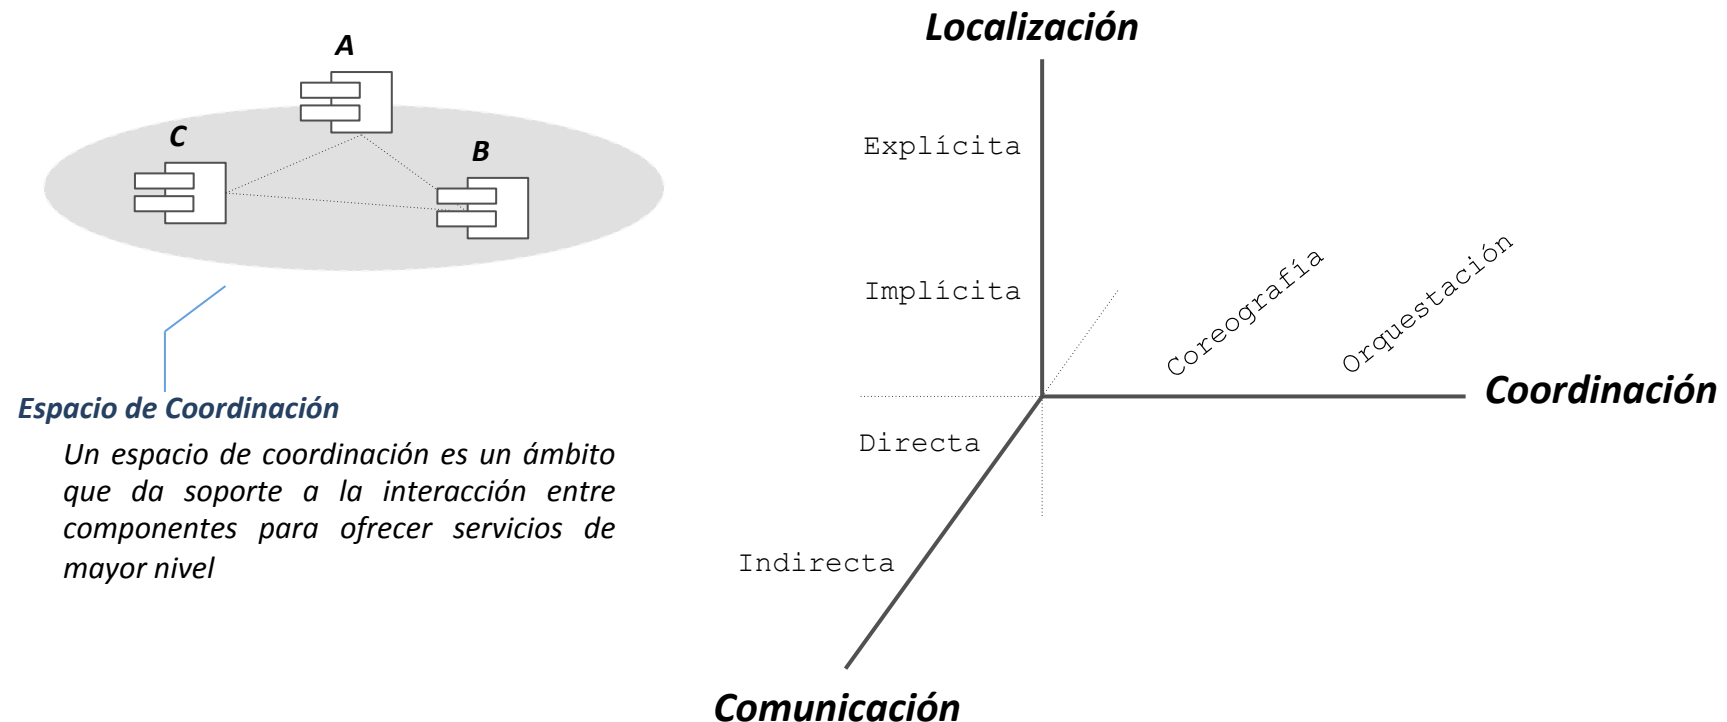 A
C
B
Espacio de Coordinación
Un espacio de coordinación es un ámbito
que da soporte a la interacción entre
componentes para ofrecer servicios de
mayor nivel
Localización
Explícita
Implícita
Coreografía
Orquestación
Coordinación
Directa
Indirecta
Comunicación